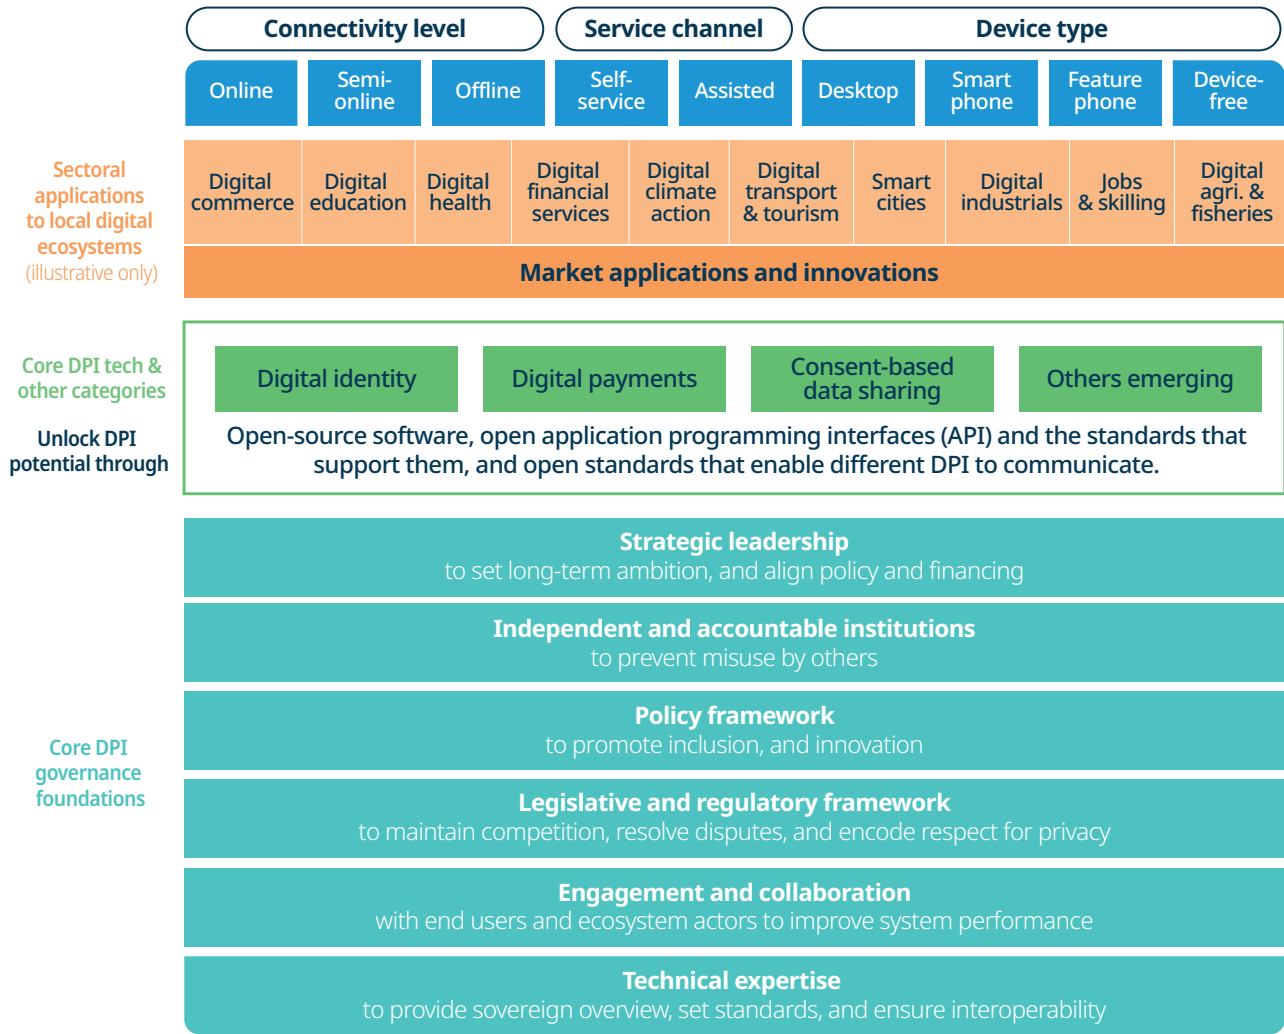 Connectivity level
Service channel
Device type
Online
Semi-
online
Offline
Self-
service
Assisted
Desktop
Smart
phone
Feature
phone
Device-
free
Sectoral
applications
to local digital
ecosystems
(illustrative only)
Digital
commerce
Digital
education
Digital
health
Digital
financial
services
Digital
climate
action
Digital
transport
& tourism
Smart
cities
Digital
industrials
Jobs
& skilling
Digital
agri. &
fisheries
Market applications and innovations
Core DPI tech &
other categories
Digital identity
Digital payments
Consent-based
data sharing
Others emerging
Unlock DPI
potential through
Open-source software, open application programming interfaces (API) and the standards that
support them, and open standards that enable different DPI to communicate.
Core DPI
governance
foundations
Strategic leadership
to set long-term ambition, and align policy and financing
Independent and accountable institutions
to prevent misuse by others
Policy framework
to promote inclusion, and innovation
Legislative and regulatory framework
to maintain competition, resolve disputes, and encode respect for privacy
Engagement and collaboration
with end users and ecosystem actors to improve system performance
Technical expertise
to provide sovereign overview, set standards, and ensure interoperability